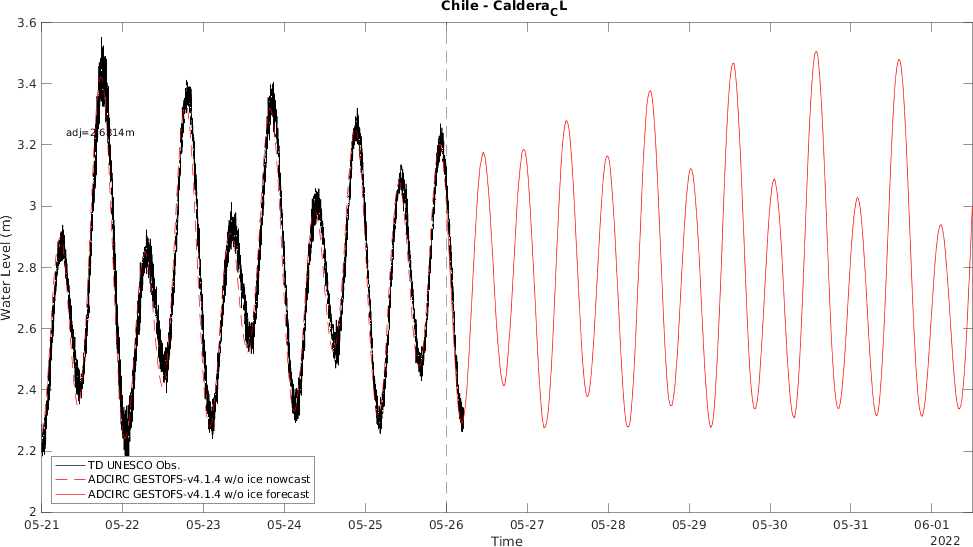 Chile - Caldera_CL
3.6
3.4
3.2
3
2.8
2.6
2.4
2.2
2
Water Level (m)
TD UNESCO Obs.
ADCIRC GESTOFS-v4.1.4 w/o ice nowcast
ADCIRC GESTOFS-v4.1.4 w/o ice forecast
05-21 05-22 05-23 05-24 05-25 05-26 05-27 05-28 05-29 05-30 05-31 06-01
Time
2022